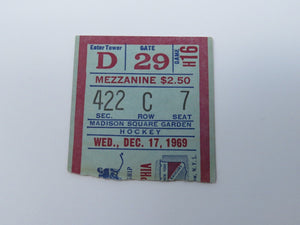 Enter Tower GATE
D 29
GAME H16
MEZZANINE $2.50
422 C 7
SEC. ROW SEAT
MADISON SQUARE GARDEN
HOCKEY
WED., DEC. 17, 1969
N.Y.